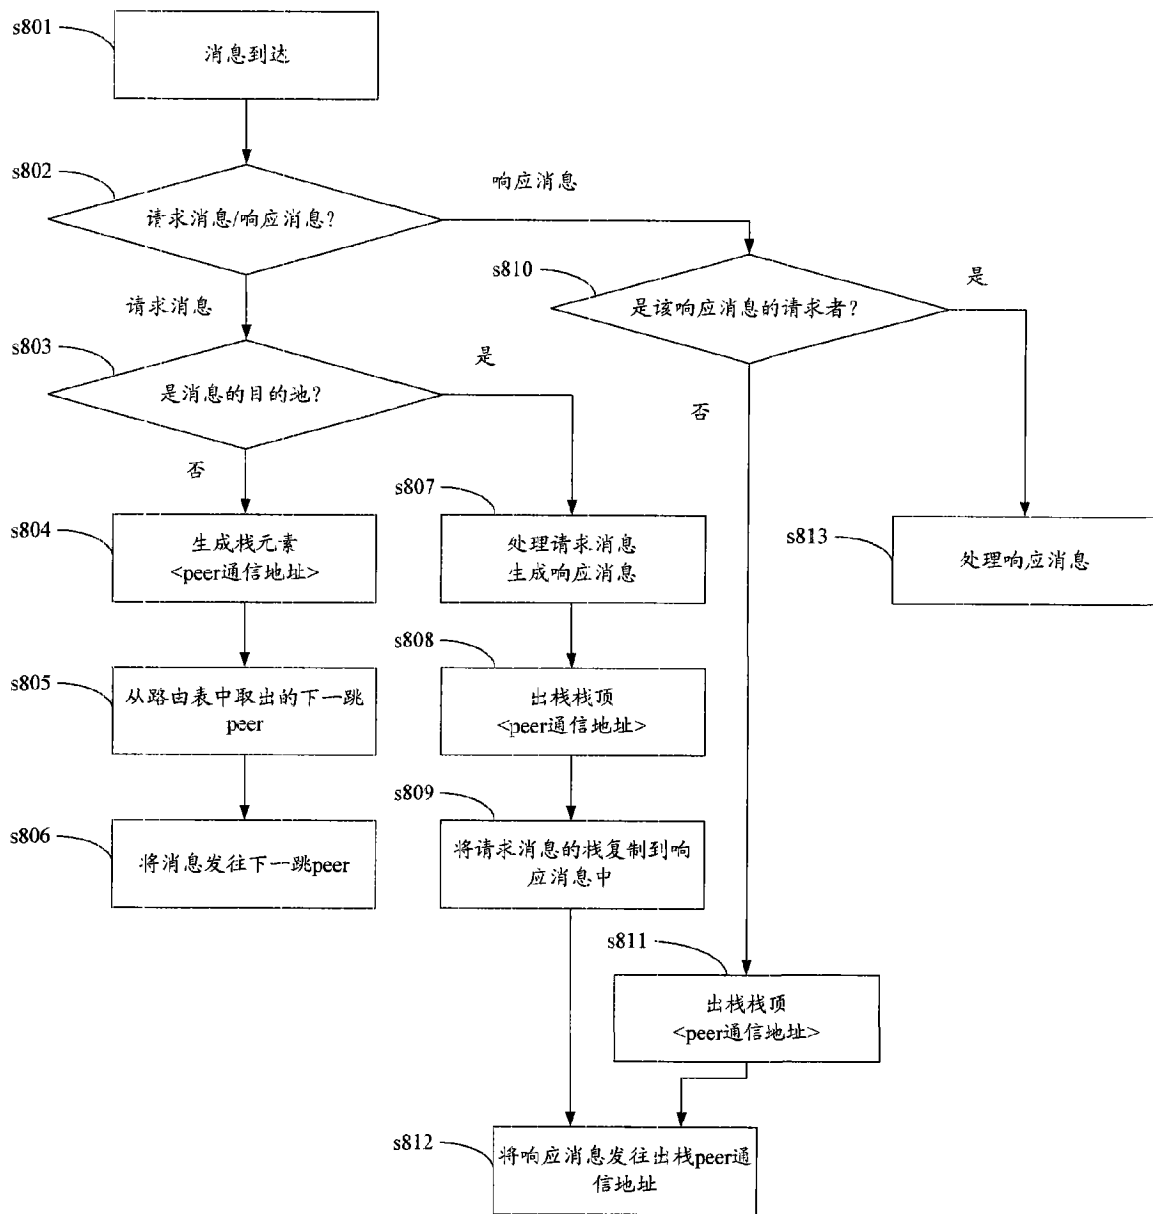 s801
消息到达
s802
请求消息/响应消息?
响应消息
请求消息
s810
是该响应消息的请求者?
是
s803
是消息的目的池?
是
否
否
s804
生成栈元素
<peer通信地址>
s807
处理请求消息
生成响应消息
s813
处理响应消息
s805
从路由表中取出的下一跳
peer
s808
出栈栈顶
<peer通信地址>
s806
将消息发往下一跳peer
s809
将请求消息的栈复制到响
应消息中
s811
出栈栈顶
<peer通信地址>
s812
将响应消息发往出栈peer通
信地址